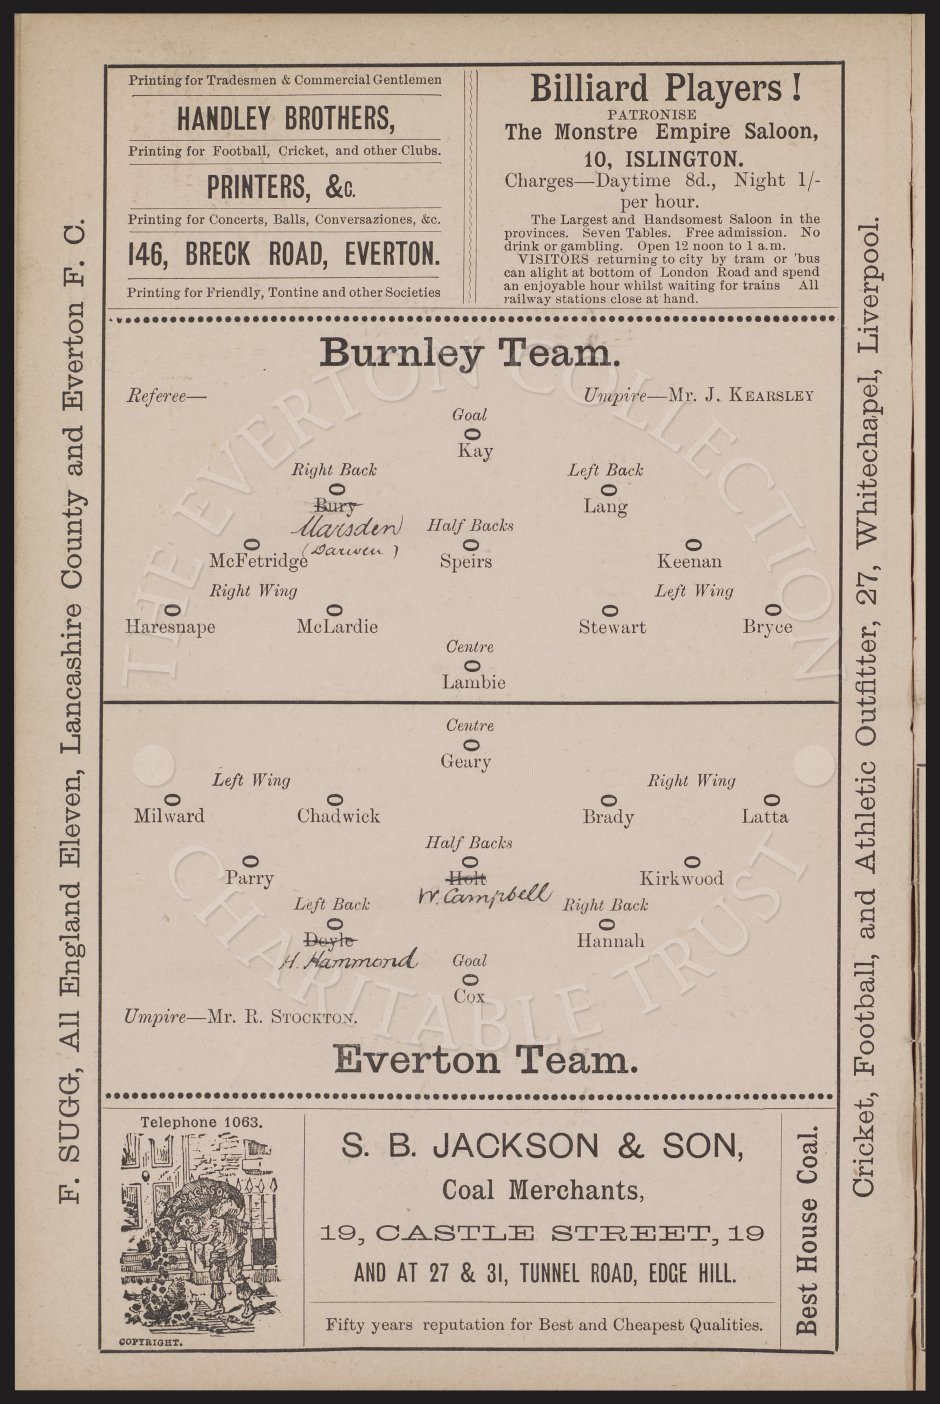 Printing for Tradesmen & Commercial Gentlemen
HANDLEY BROTHERS,
Printing for Football, Cricket, and other Clubs.
PRINTERS, &c.
Printing for Concerts, Balls, Conversaziones, &c.
146, BRECK ROAD, EVERTON.
Printing for Friendly, Tontine and other Societies
Billiard Players !
PATRONISE
The Monstre Empire Saloon,
10, ISLINGTON.
Charges—Daytime 8d., Night 1/-
per hour.
The Largest and Handsomest Saloon in the
provinces. Seven Tables. Free admission. No
drink or gambling. Open 12 noon to 1 a.m.
VISITORS returning to city by tram or 'bus
can alight at bottom of London Road and spend
an enjoyable hour whilst waiting for trains All
railway stations close at hand.
F. SUGG, All England Eleven, Lancashire County and Everton F. C.
Burnley Team.
Referee—
Umpire—Mr. J. KEARSLEY
Goal
O
Kay
Right Back Left Back
O O
Bury Lang
Marsden
(Darwen)
Half Backs
O O O
McFetridge Speirs Keenan
Right Wing Left Wing
O O O O
Haresnape McLardie Stewart Bryce
Centre
O
Lambie
Centre
O
Geary
Left Wing Right Wing
O O O O
Milward Chadwick Brady Latta
Half Backs
O O O
Parry Holt Kirkwood
W. Campbell
Left Back Right Back
O O
Doyle Hannah
H. Hammond
Goal
O
Cox
Umpire—Mr. R. STOCKTON.
Everton Team.
Cricket, Football, and Athletic Outfitter, 27, Whitechapel, Liverpool.
Telephone 1063.
JACKSON
COPYRIGHT.
S. B. JACKSON & SON,
Coal Merchants,
19, CASTLE STREET, 19
AND AT 27 & 31, TUNNEL ROAD, EDGE HILL.
Fifty years reputation for Best and Cheapest Qualities.
Best House Coal.
THE EVERTON COLLECTION
CHARITABLE TRUST